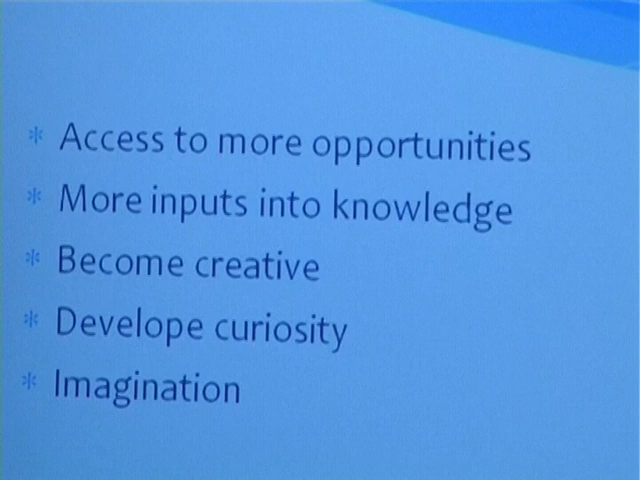 * Access to more opportunities
* More inputs into knowledge
* Become creative
* Develope curiosity
* Imagination